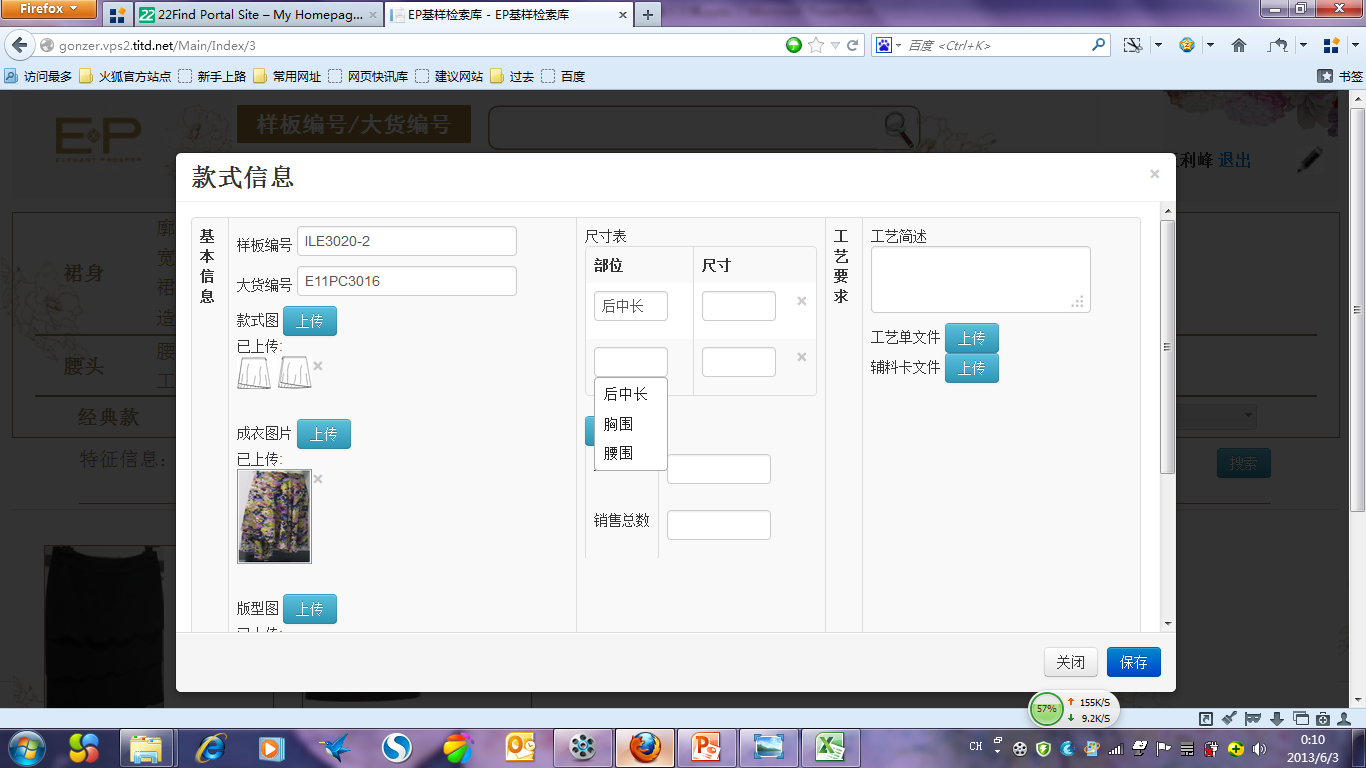 Firefox
22Find Portal Site – My Homepag...
EP基样检索库 - EP基样检索库
gonzer.vps2.titd.net/Main/Index/3
百度 <Ctrl+K>
访问最多
火狐官方站点
新手上路
常用网址
网页快讯库
建议网站
过去
百度
书签
E P
样板编号/大货编号
利峰 退出
裙身
腰头
经典款
特征信息:
搜索
款式信息
×
基本信息
样板编号 ILE3020-2
大货编号 E11PC3016
款式图 上传
已上传:
成衣图片 上传
已上传:
版型图 上传
已上传:
尺寸表
部位 尺寸
后中长
后中长
胸围
腰围
销售总数
工艺要求
工艺简述
工艺单文件 上传
辅料卡文件 上传
关闭 保存
57%
155K/S
9.2K/S
CH
0:10
2013/6/3